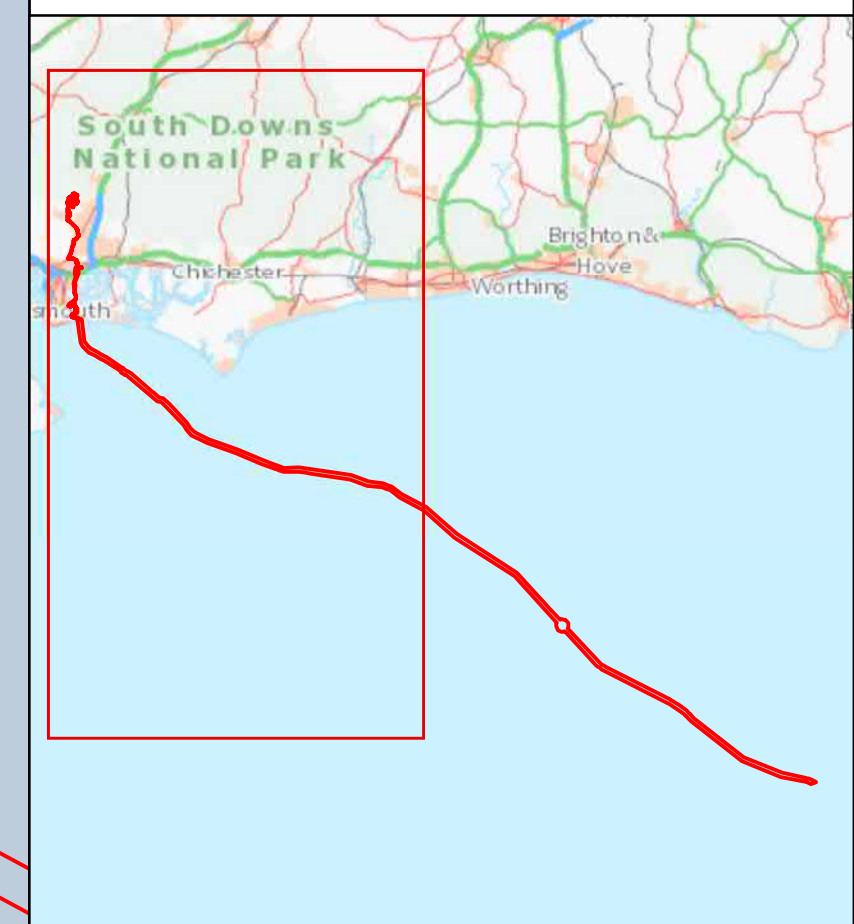 South Downs
National Park
Brighton &
Hove
Chichester
Worthing
smouth